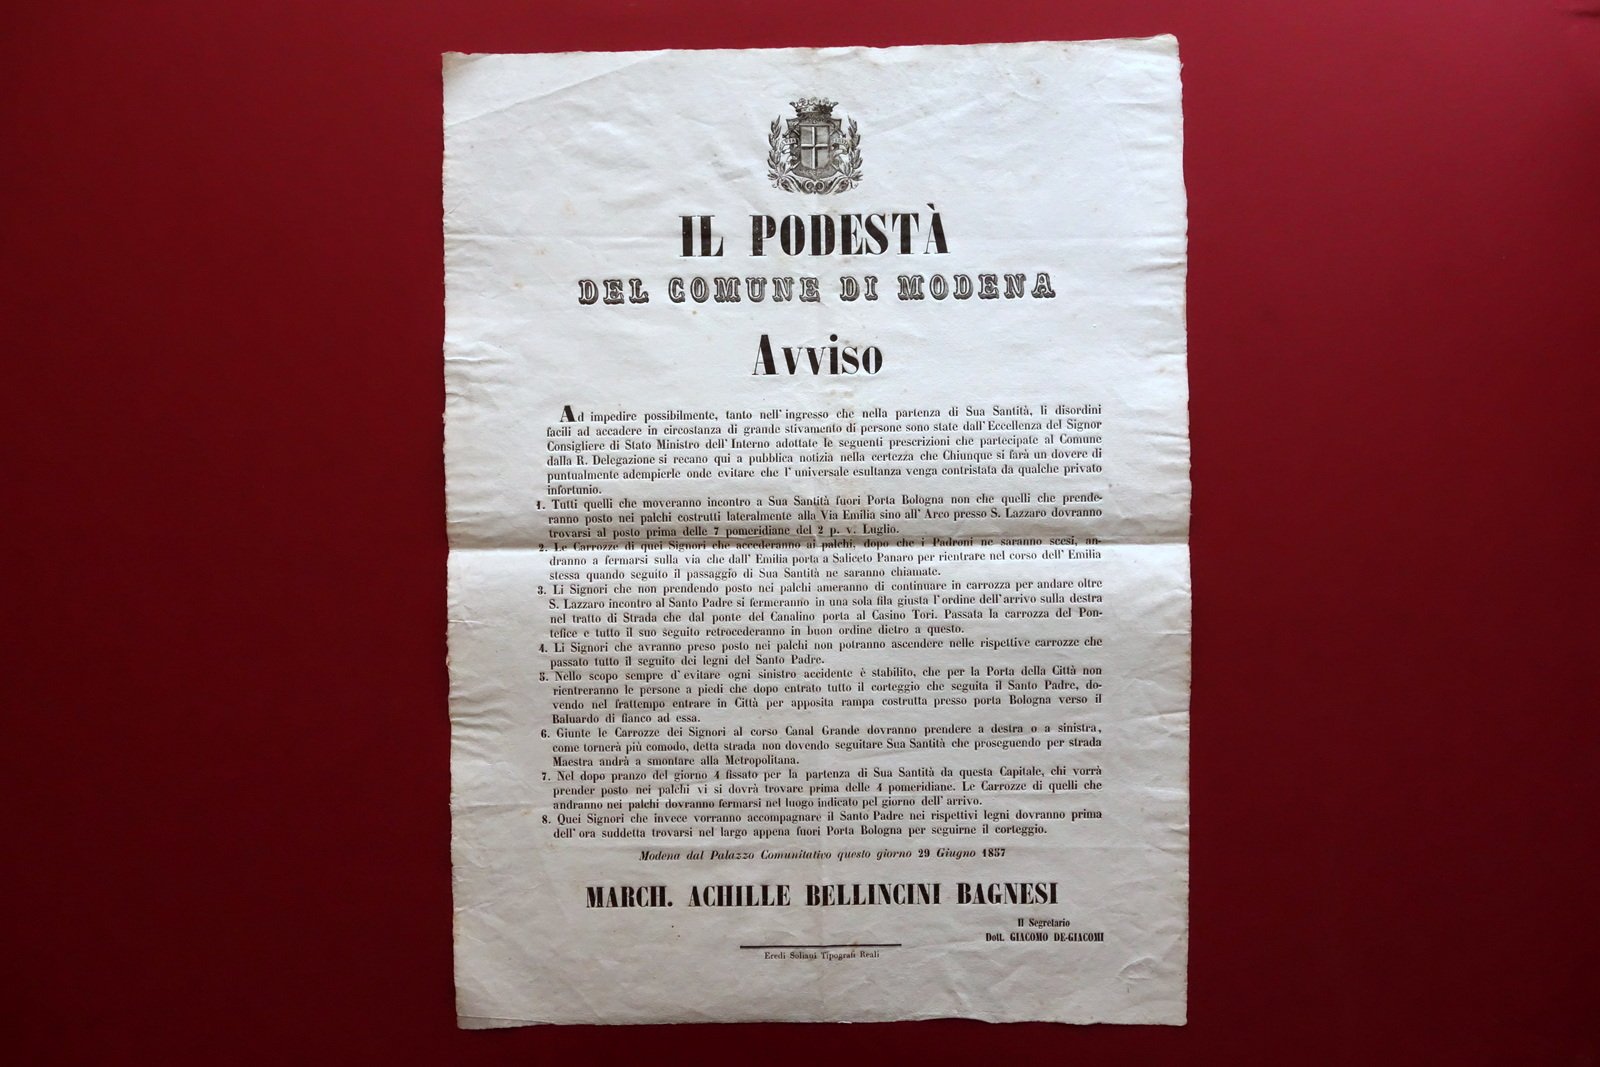 IL PODESTÀ
DEL COMUNE DI MODENA
Avviso
Ad impedire possibilmente, tanto nell' ingresso che nella partenza di Sua Santità, li disordini
facili ad accadere in circostanza di grande stivamento di persone sono state dall' Eccellenza del Signor
Consigliere di Stato Ministro dell' Interno adottate le seguenti prescrizioni che partecipate al Comune
dalla R. Delegazione si recano qui a pubblica notizia nella certezza che Chiunque si farà un dovere di
puntualmente adempierle onde evitare che l' universale esultanza venga contristata da qualche privato
infortunio.
1. Tutti quelli che moveranno incontro a Sua Santità fuori Porta Bologna non che quelli che prende-
ranno posto nei palchi costrutti lateralmente alla Via Emilia sino all' Arco presso S. Lazzaro dovranno
trovarsi al posto prima delle 7 pomeridiane del 2 p. v. Luglio.
2. Le Carrozze di quei Signori che accederanno ai palchi, dopo che i Padroni ne saranno scesi, an-
dranno a fermarsi sulla via che dall' Emilia porta a Saliceto Panaro per rientrare nel corso dell' Emilia
stessa quando seguito il passaggio di Sua Santità ne saranno chiamate.
3. Li Signori che non prendendo posto nei palchi ameranno di continuare in carrozza per andare oltre
S. Lazzaro incontro al Santo Padre si fermeranno in una sola fila giusta l' ordine dell' arrivo sulla destra
nel tratto di Strada che dal ponte del Canalino porta al Casino Tori. Passata la carrozza del Pon-
tefice e tutto il suo seguito retrocederanno in buon ordine dietro a questo.
4. Li Signori che avranno preso posto nei palchi non potranno ascendere nelle rispettive carrozze che
passato tutto il seguito dei legni del Santo Padre.
5. Nello scopo sempre d' evitare ogni sinistro accidente è stabilito, che per la Porta della Città non
rientreranno le persone a piedi che dopo entrato tutto il corteggio che seguita il Santo Padre, do-
vendo nel frattempo entrare in Città per apposita rampa costrutta presso porta Bologna verso il
Baluardo di fianco ad essa.
6. Giunte le Carrozze dei Signori al corso Canal Grande dovranno prendere a destra o a sinistra,
come tornerà più comodo, detta strada non dovendo seguitare Sua Santità che proseguendo per strada
Maestra andrà a smontare alla Metropolitana.
7. Nel dopo pranzo del giorno 4 fissato per la partenza di Sua Santità da questa Capitale, chi vorrà
prender posto nei palchi vi si dovrà trovare prima delle 4 pomeridiane. Le Carrozze di quelli che
andranno nei palchi dovranno fermarsi nel luogo indicato pel giorno dell' arrivo.
8. Quei Signori che invece vorranno accompagnare il Santo Padre nei rispettivi legni dovranno prima
dell' ora suddetta trovarsi nel largo appena fuori Porta Bologna per seguirne il corteggio.
Modena dal Palazzo Comunitativo questo giorno 29 Giugno 1857
MARCH. ACHILLE BELLINCINI BAGNESI
Il Segretario
Dott. GIACOMO DE-GIACOMI
Eredi Soliani Tipografi Reali